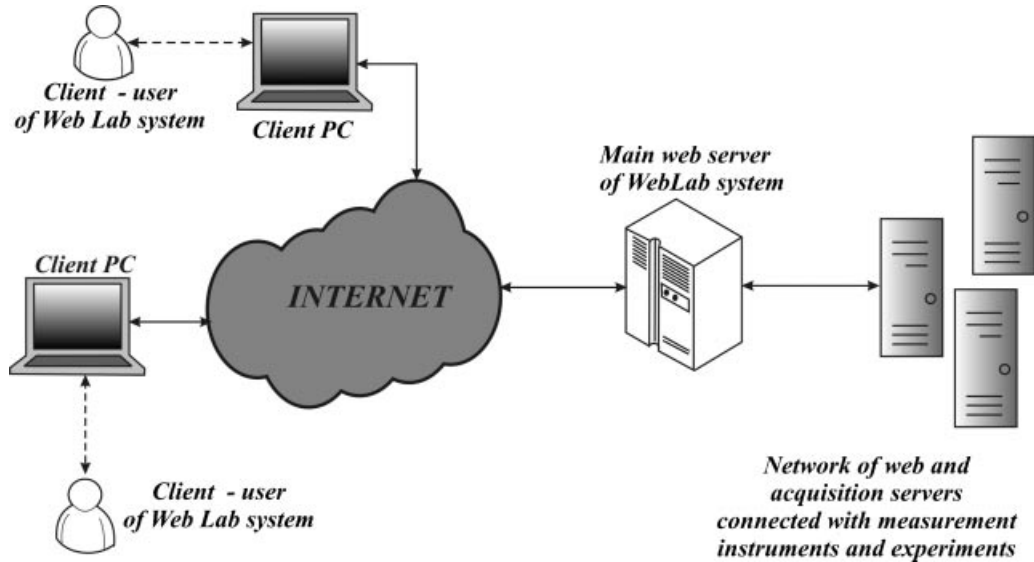 Client - user
of Web Lab system
Client PC
Main web server
of WebLab system
Client PC
INTERNET
Client - user
of Web Lab system
Network of web and
acquisition servers
connected with measurement
instruments and experiments